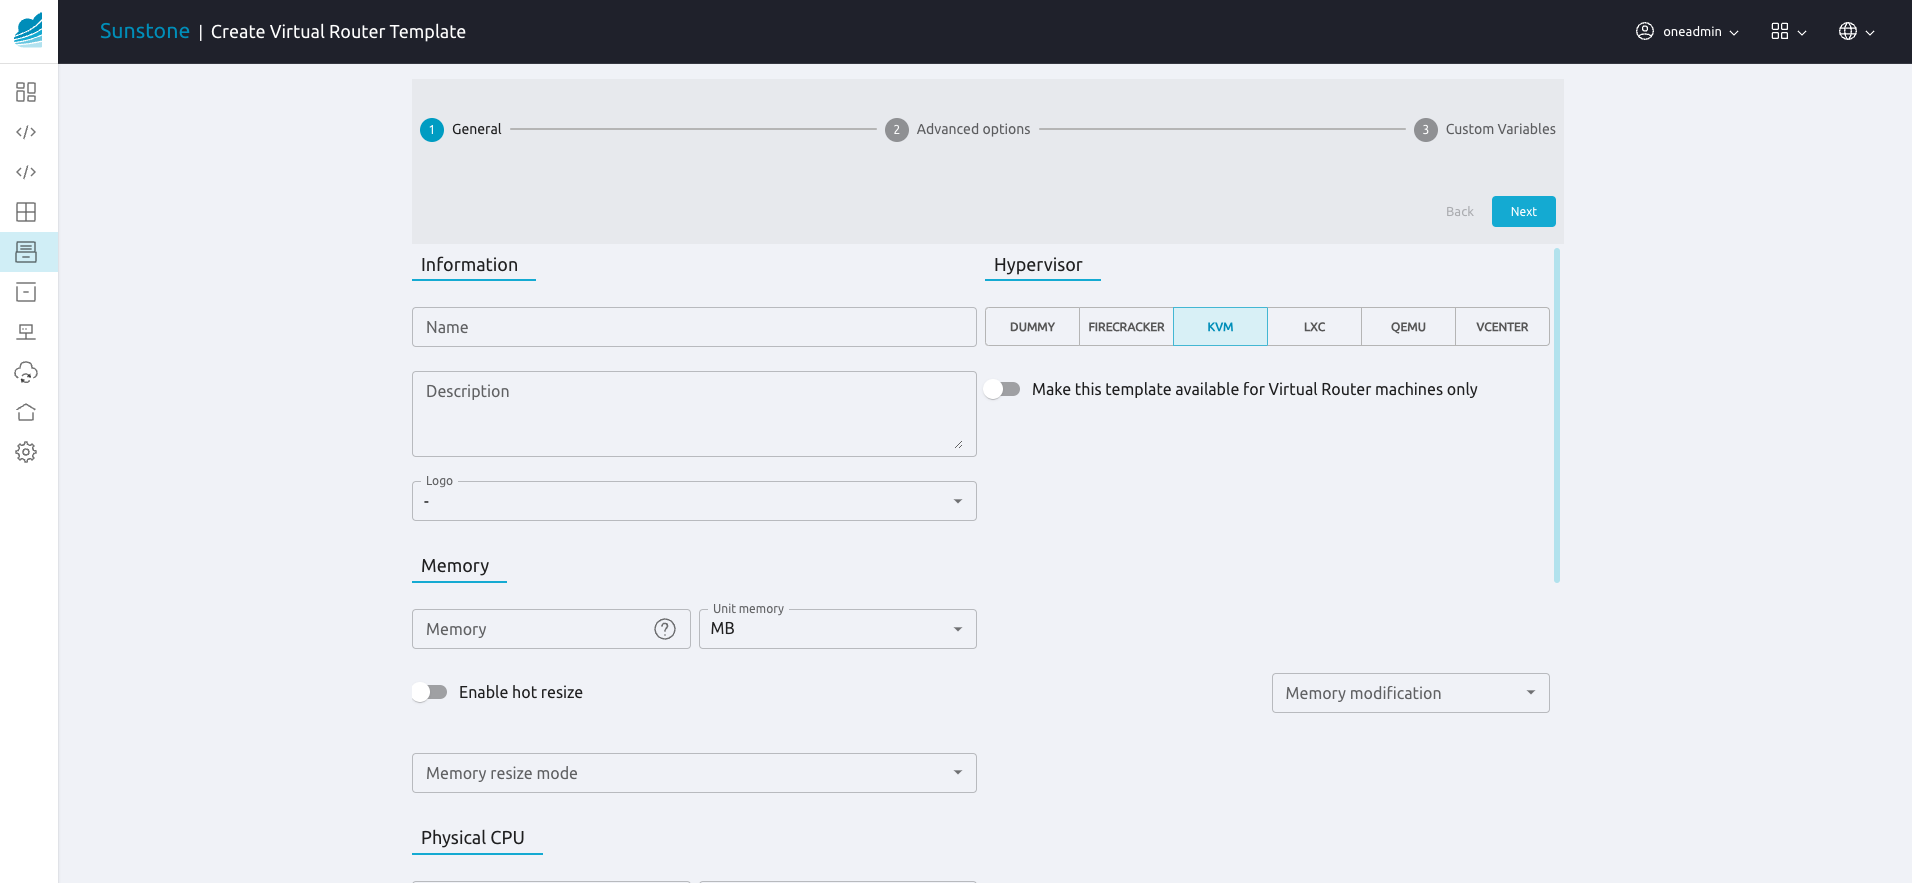 Sunstone | Create Virtual Router Template
oneadmin
1 General
2 Advanced options
3 Custom Variables
Back
Next
Information
Hypervisor
Name
DUMMY
FIRECRACKER
KVM
LXC
QEMU
VCENTER
Description
Make this template available for Virtual Router machines only
Logo
-
Memory
Memory
?
Unit memory
MB
Enable hot resize
Memory modification
Memory resize mode
Physical CPU